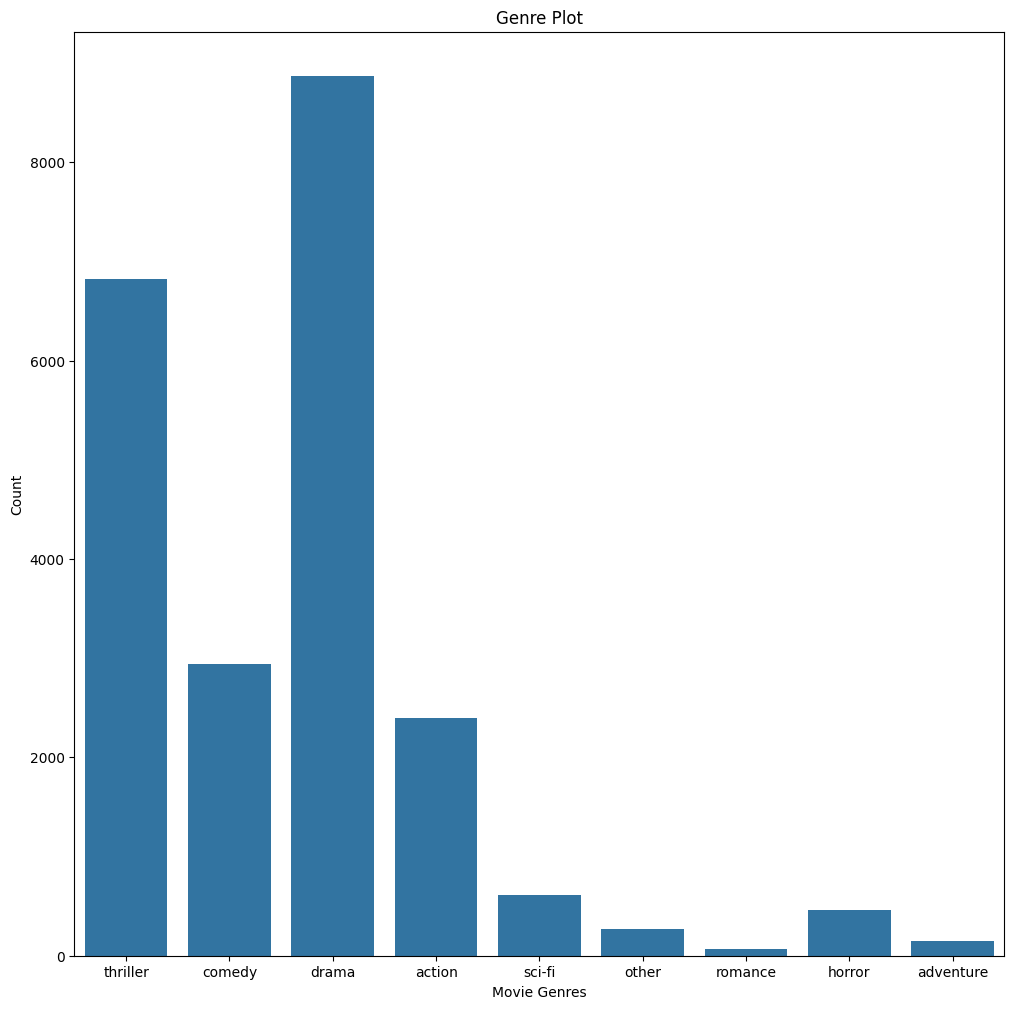 Genre Plot
Count
8000
6000
4000
2000
0
thriller comedy drama action sci-fi other romance horror adventure
Movie Genres